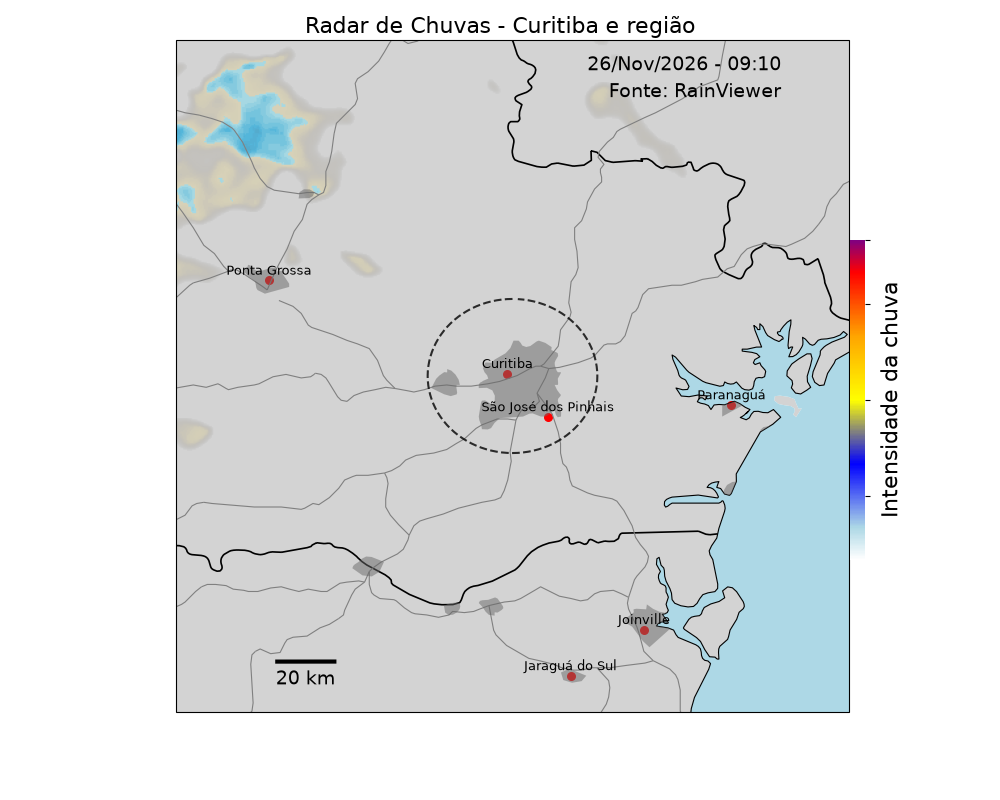 Radar de Chuvas - Curitiba e região
26/Nov/2026 - 09:10
Fonte: RainViewer
Ponta Grossa
Curitiba
São José dos Pinhais
Paranaguá
Joinville
Jaraguá do Sul
20 km
Intensidade da chuva